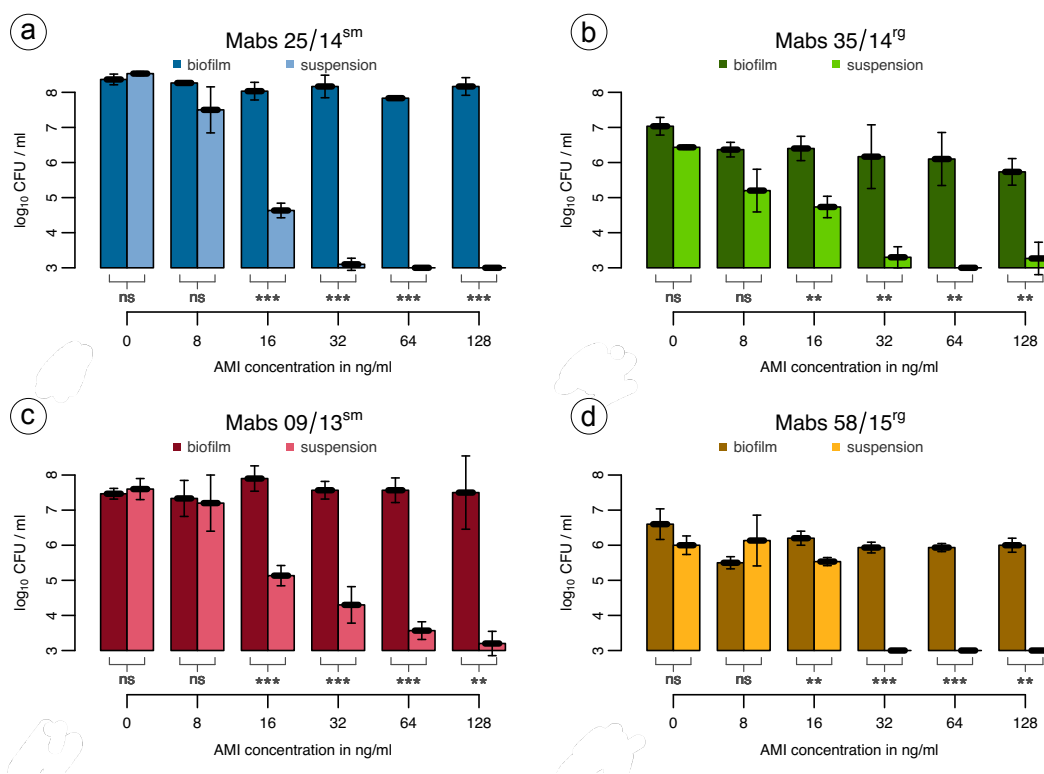 a
Mabs 25/14sm
biofilm suspension
log10 CFU / ml
8
7
6
5
4
3
ns ns *** *** *** ***
0 8 16 32 64 128
AMI concentration in ng/ml
b
Mabs 35/14rg
biofilm suspension
log10 CFU / ml
8
7
6
5
4
3
ns ns ** ** ** **
0 8 16 32 64 128
AMI concentration in ng/ml
c
Mabs 09/13sm
biofilm suspension
log10 CFU / ml
8
7
6
5
4
3
ns ns *** *** *** **
0 8 16 32 64 128
AMI concentration in ng/ml
d
Mabs 58/15rg
biofilm suspension
log10 CFU / ml
8
7
6
5
4
3
ns ns ** *** *** **
0 8 16 32 64 128
AMI concentration in ng/ml